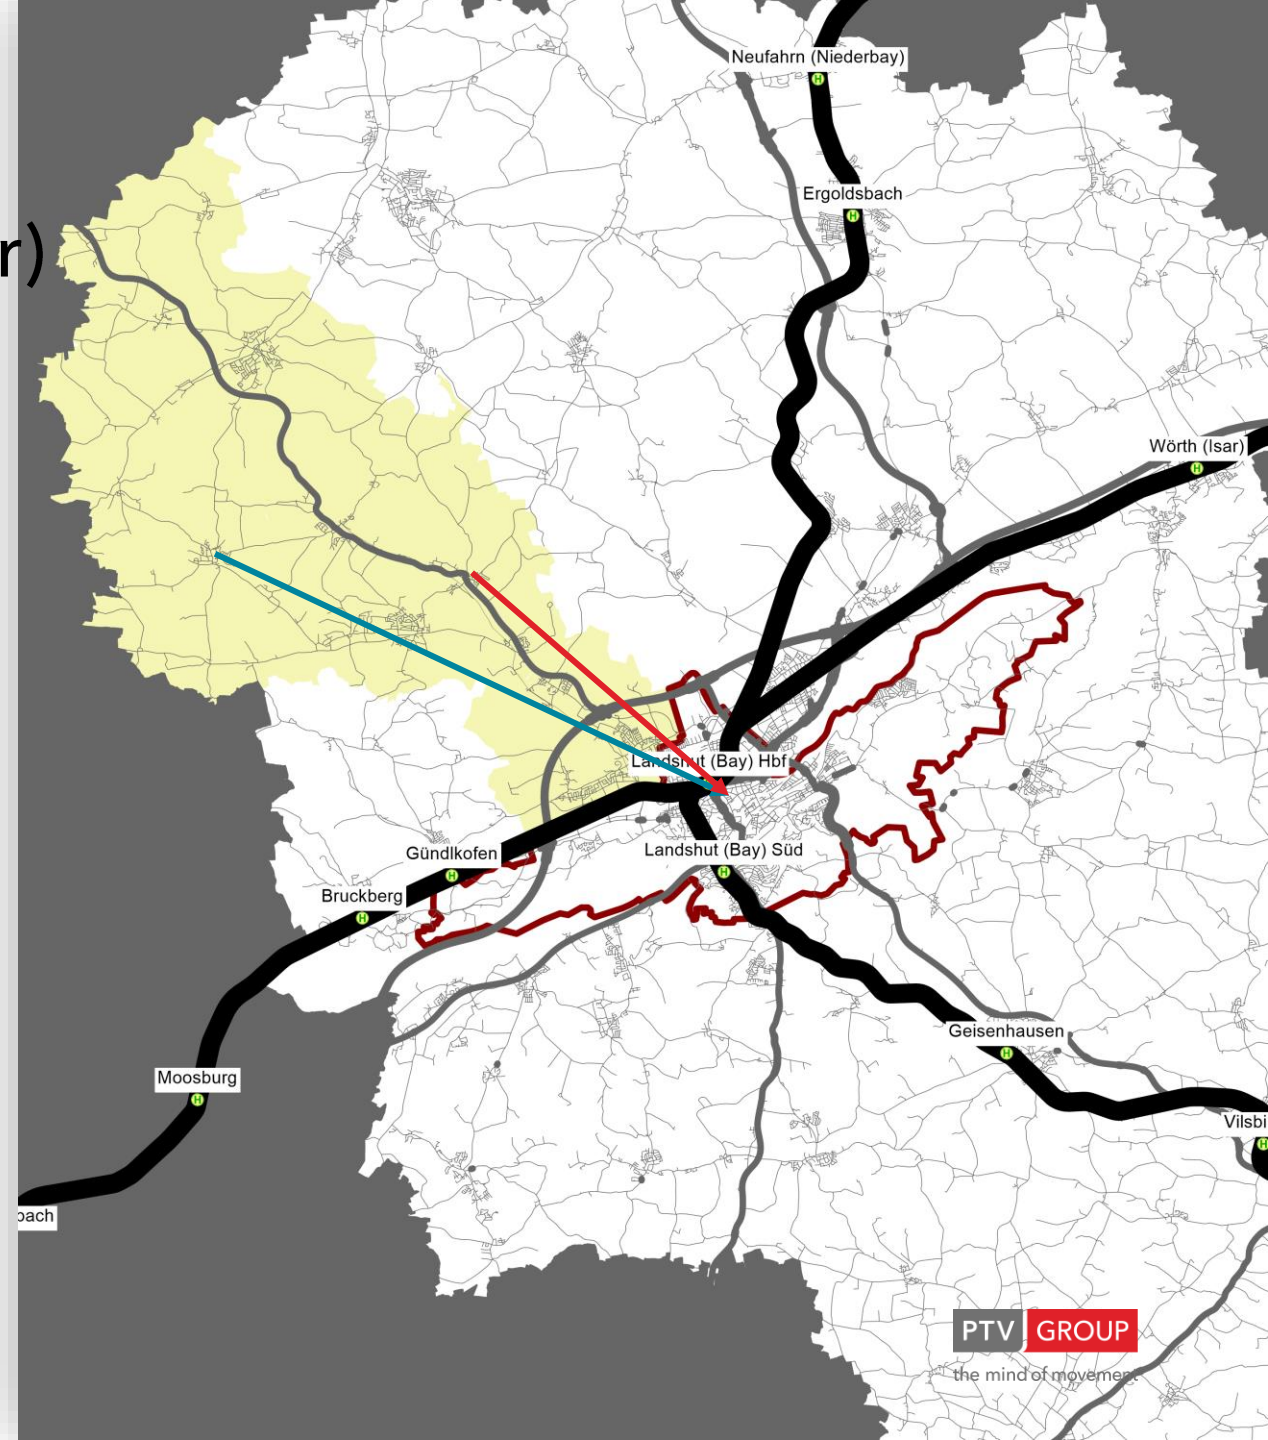 Neufahrn (Niederbay)
Ergoldsbach
r)
Wörth (Isar)
Landshut (Bay) Hbf
Landshut (Bay) Süd
Gündlkofen
Bruckberg
Geisenhausen
Moosburg
Vilsbi
bach
PTV GROUP
the mind of movement